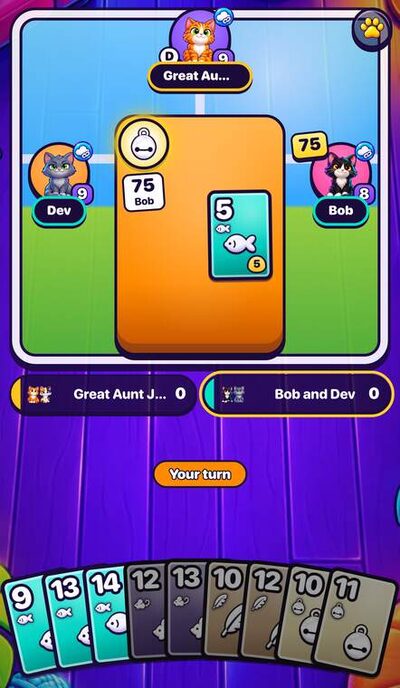 D
9
Great Au...
75
9
Dev
75
Bob
5
5
8
Bob
Great Aunt J... 0
Bob and Dev 0
Your turn
9 13 14 12 13 10 12 10 11